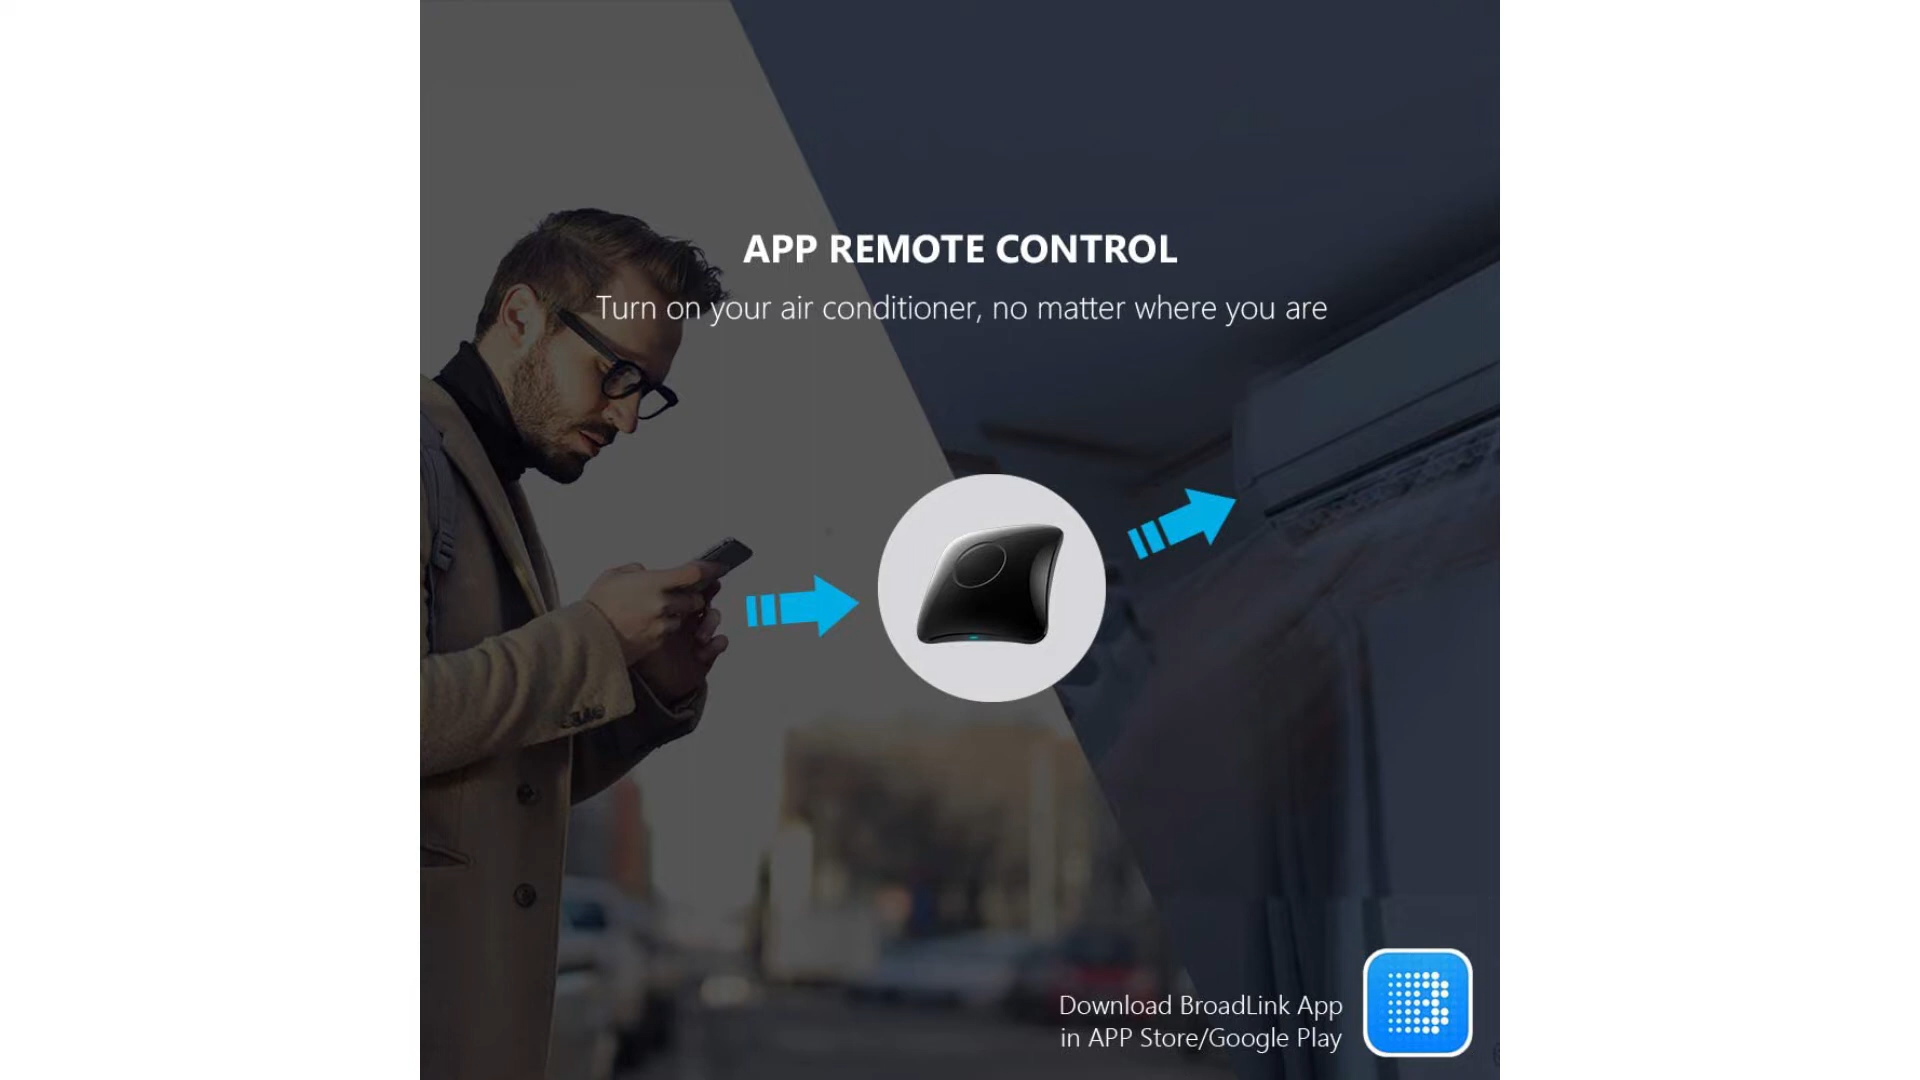 APP REMOTE CONTROL
Turn on your air conditioner, no matter where you are
Download BroadLink App
in APP Store/Google Play